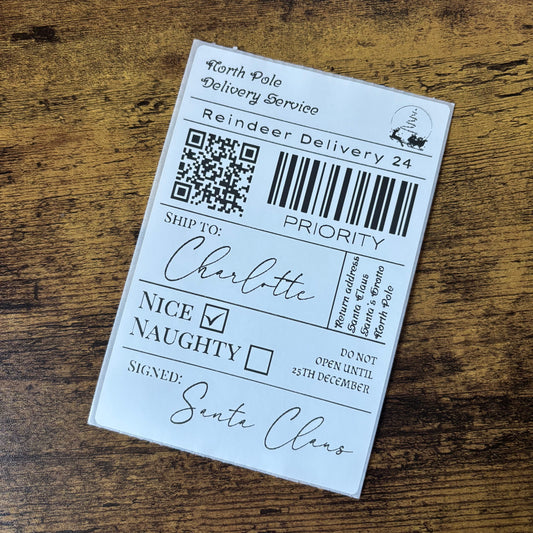 North Pole
Delivery Service
Reindeer Delivery 24
PRIORITY
SHIP TO:
Charlotte
Return address
Santa Claus
Santa's Grotto
North Pole
NICE
NAUGHTY
DO NOT
OPEN UNTIL
25TH DECEMBER
SIGNED:
Santa Claus